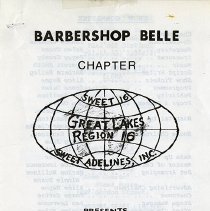 BARBERSHOP BELLE
CHAPTER
SWEET 16
GREAT LAKES
REGION 16
SWEET ADELINES, INC.
PRESENTS